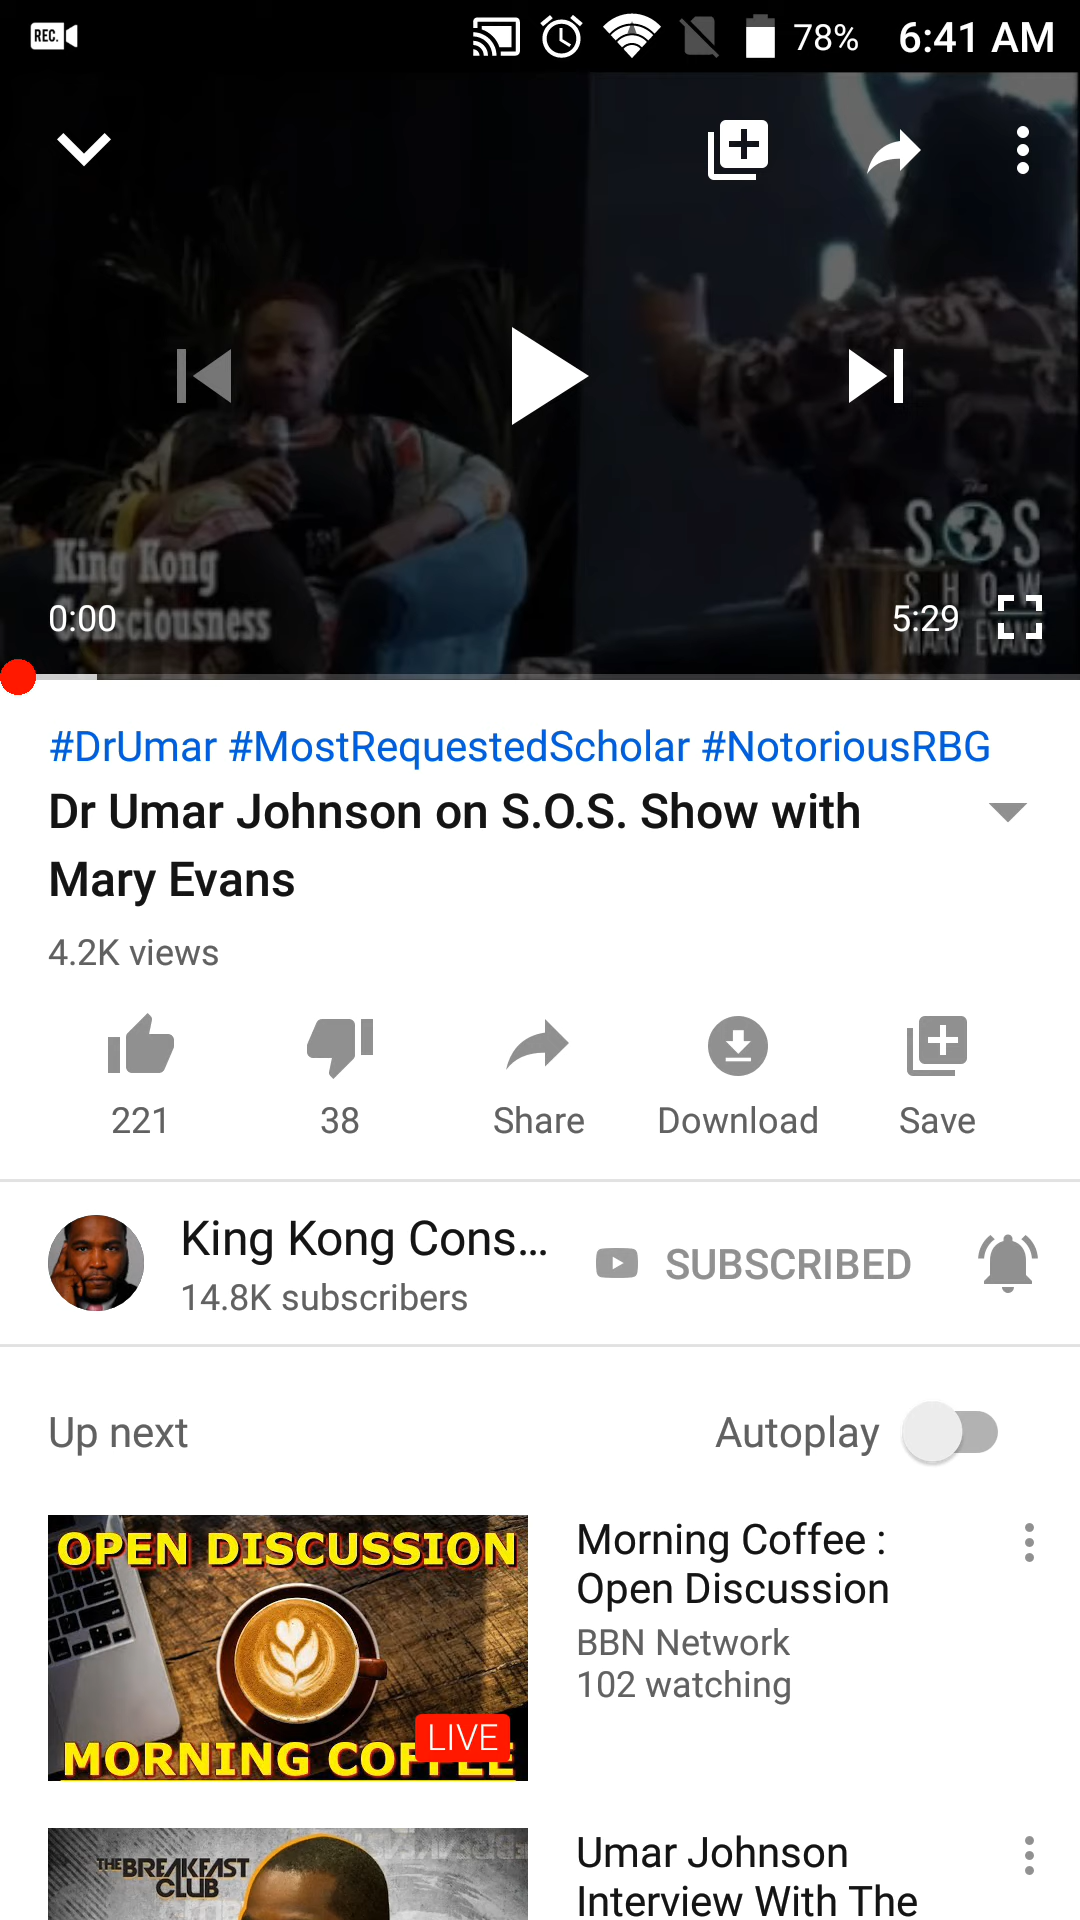 REC.
78%
6:41 AM
The
S.O.S
SHOW
MARY EVANS
King Kong
Consciousness
0:00
5:29
#DrUmar #MostRequestedScholar #NotoriousRBG
Dr Umar Johnson on S.O.S. Show with
Mary Evans
4.2K views
221
38
Share
Download
Save
King Kong Cons...
14.8K subscribers
SUBSCRIBED
Up next
Autoplay
OPEN DISCUSSION
LIVE
MORNING COFFEE
Morning Coffee :
Open Discussion
BBN Network
102 watching
THE BREAKFAST
CLUB
Umar Johnson
Interview With The